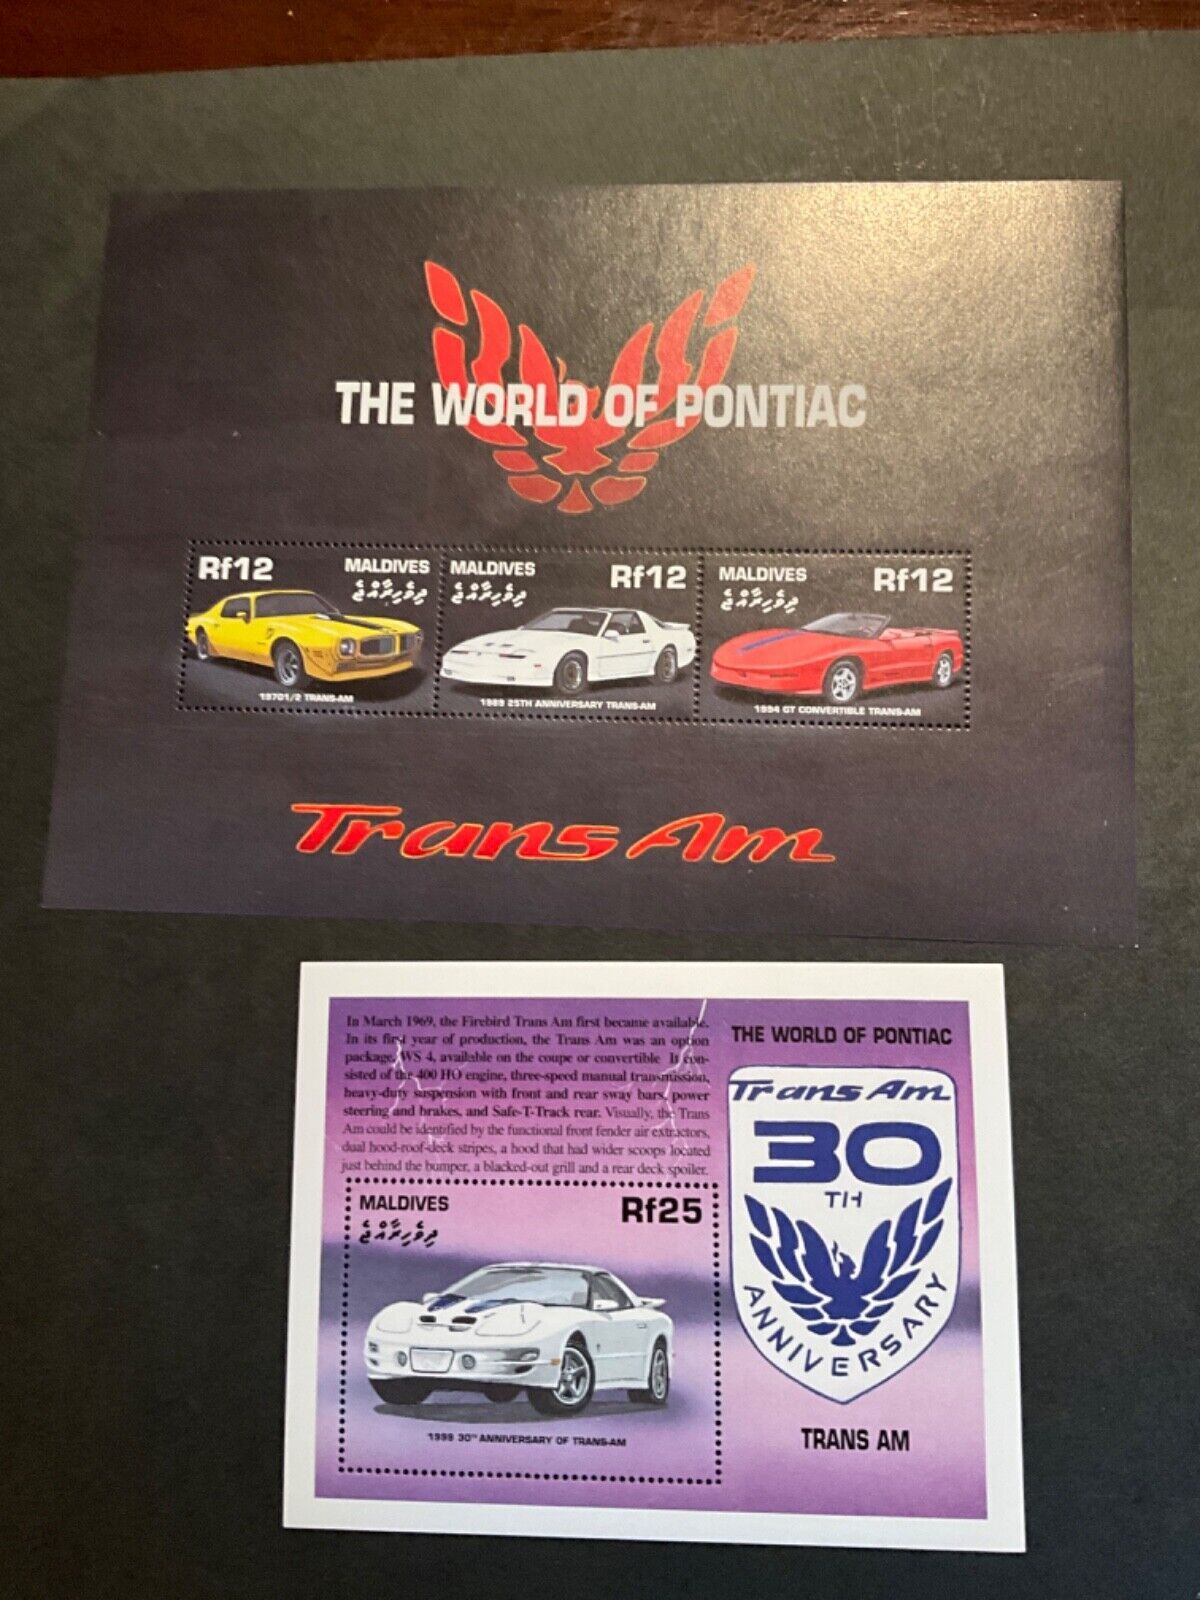 THE WORLD OF PONTIAC
Rf12 MALDIVES
ދިވެހިރާއްޖެ
19701/2 TRANS-AM
MALDIVES Rf12
ދިވެހިރާއްޖެ
1989 25TH ANNIVERSARY TRANS-AM
MALDIVES Rf12
ދިވެހިރާއްޖެ
1994 GT CONVERTIBLE TRANS-AM
Trans Am
In March 1969, the Firebird Trans Am first became available.
In its first year of production, the Trans Am was an option
package, WS 4, available on the coupe or convertible. It con-
sisted of the 400 HO engine, three-speed manual transmission,
heavy-duty suspension with front and rear sway bars, power
steering and brakes, and Safe-T-Track rear. Visually, the Trans
Am could be identified by the functional front fender air extractors,
dual hood-roof-deck stripes, a hood that had wider scoops located
just behind the bumper, a blacked-out grill and a rear deck spoiler.
MALDIVES Rf25
ދިވެހިރާއްޖެ
1999 30TH ANNIVERSARY OF TRANS-AM
THE WORLD OF PONTIAC
Trans Am
30
TH
ANNIVERSARY
TRANS AM